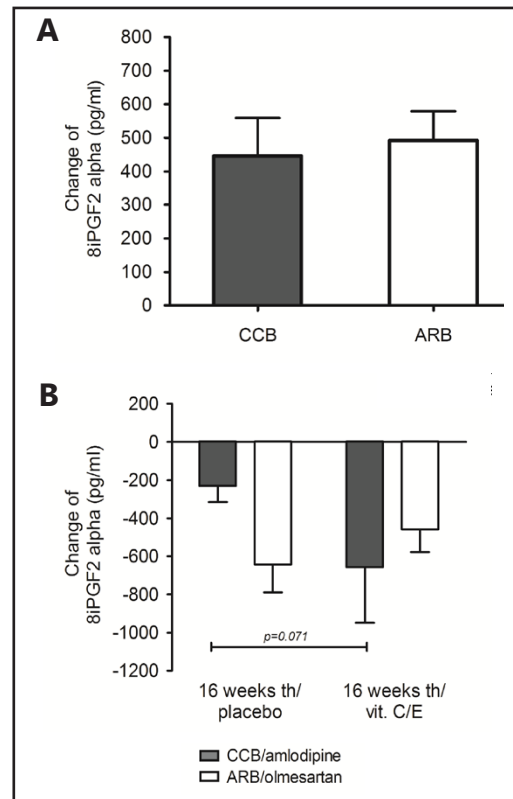 A
Change of
8iPGF2 alpha (pg/ml)
800
700
600
500
400
300
200
100
0
CCB
ARB
B
Change of
8iPGF2 alpha (pg/ml)
200
0
-200
-400
-600
-800
-1000
-1200
p=0.071
16 weeks th/
placebo
16 weeks th/
vit. C/E
CCB/amlodipine
ARB/olmesartan